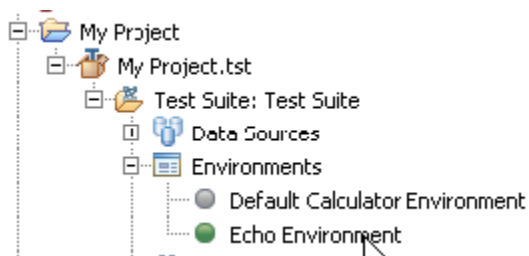 My Project
My Project.tst
Test Suite: Test Suite
Data Sources
Environments
Default Calculator Environment
Echo Environment